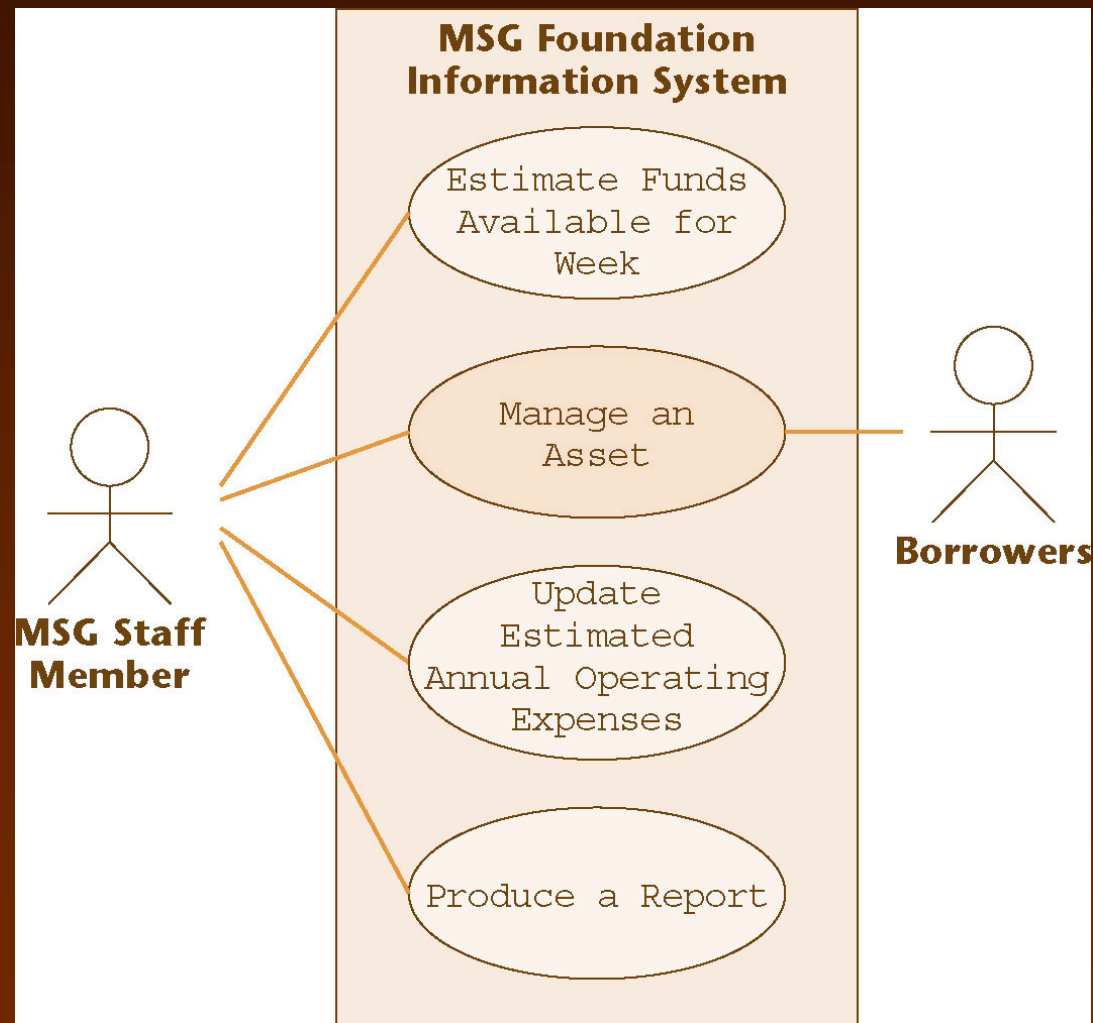 MSG Foundation
Information System
Estimate Funds
Available for
Week
Manage an
Asset
Borrowers
Update
Estimated
Annual Operating
Expenses
MSG Staff
Member
Produce a Report